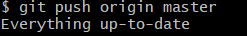 $ git push origin master
Everything up-to-date